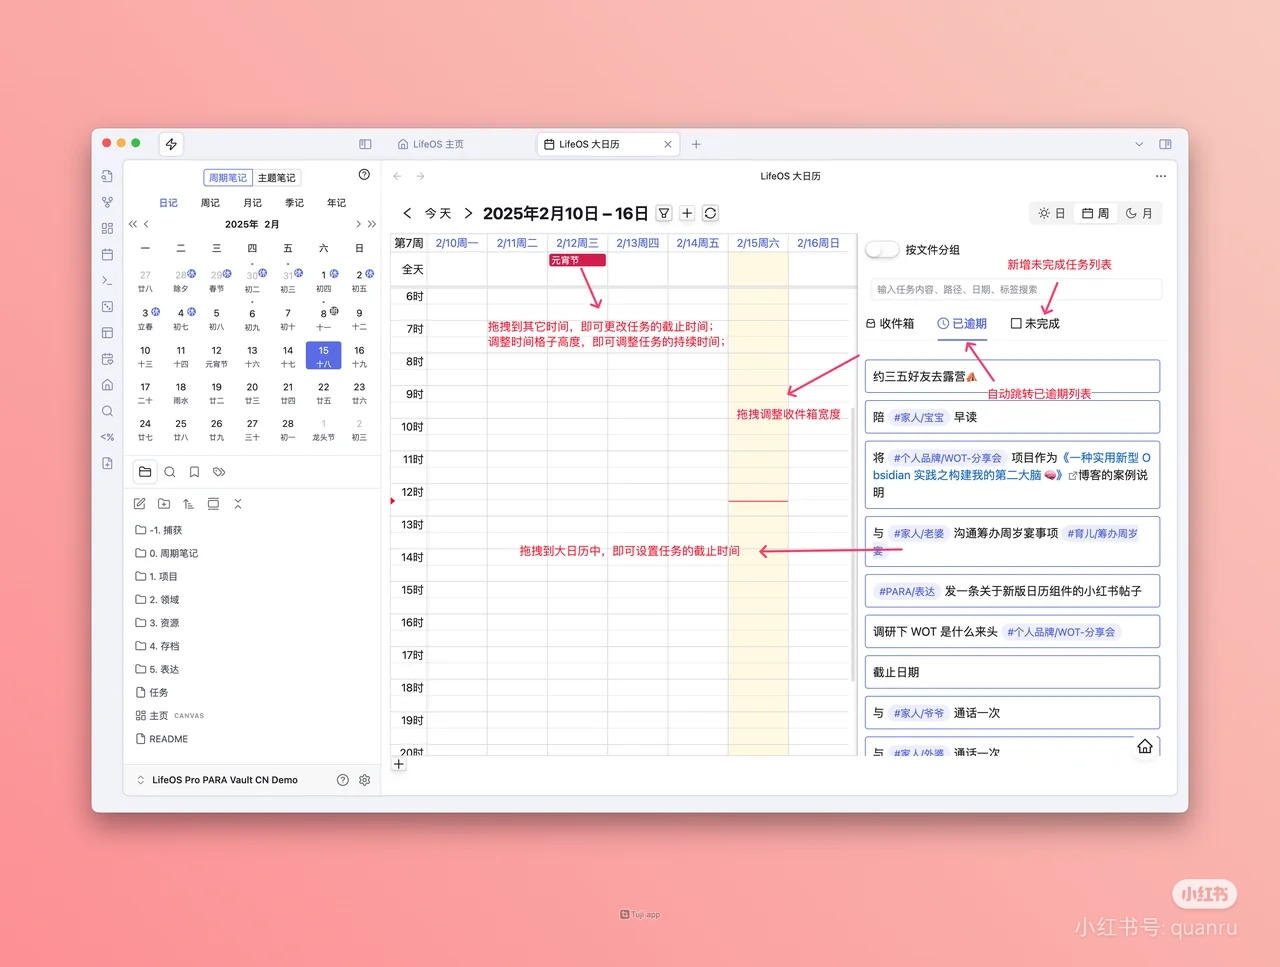 LifeOS 主页
LifeOS 大日历
周期笔记 主题笔记
日记 周记 月记 季记 年记
2025年 2月
一 二 三 四 五 六 日
27 28休 29休 30休 31休 1休 2休
廿八 除夕 春节 初二 初三 初四 初五
3休 4休 5 6 7 8班 9
立春 初七 初八 初九 初十 十一 十二
10 11 12 13 14 15 16
十三 十四 元宵节 十六 十七 十八 十九
17 18 19 20 21 22 23
二十 雨水 廿二 廿三 廿四 廿五 廿六
24 25 26 27 28 1 2
廿七 廿八 廿九 三十 初一 龙头节 初三
-1. 捕获
0. 周期笔记
1. 项目
2. 领域
3. 资源
4. 存档
5. 表达
任务
主页 CANVAS
README
LifeOS Pro PARA Vault CN Demo
LifeOS 大日历
今天
2025年2月10日 – 16日
日 周 月
第7周 2/10周一 2/11周二 2/12周三 2/13周四 2/14周五 2/15周六 2/16周日
全天
元宵节
6时
7时
8时
9时
10时
11时
12时
13时
14时
15时
16时
17时
18时
19时
20时
拖拽到其它时间，即可更改任务的截止时间；
调整时间格子高度，即可调整任务的持续时间；
拖拽调整收件箱宽度
拖拽到大日历中，即可设置任务的截止时间
按文件分组
新增未完成任务列表
输入任务内容、路径、日期、标签搜索
收件箱 已逾期 未完成
约三五好友去露营⛺
自动跳转已逾期列表
陪 #家人/宝宝 早读
将 #个人品牌/WOT-分享会 项目作为《一种实用新型 O
bsidian 实践之构建我的第二大脑 🧠》博客的案例说
明
与 #家人/老婆 沟通筹办周岁宴事项 #育儿/筹办周岁
宴
#PARA/表达 发一条关于新版日历组件的小红书帖子
调研下 WOT 是什么来头 #个人品牌/WOT-分享会
截止日期
与 #家人/爷爷 通话一次
与 #家人/外婆 通话一次
Tuji app
小红书
小红书号: quanru